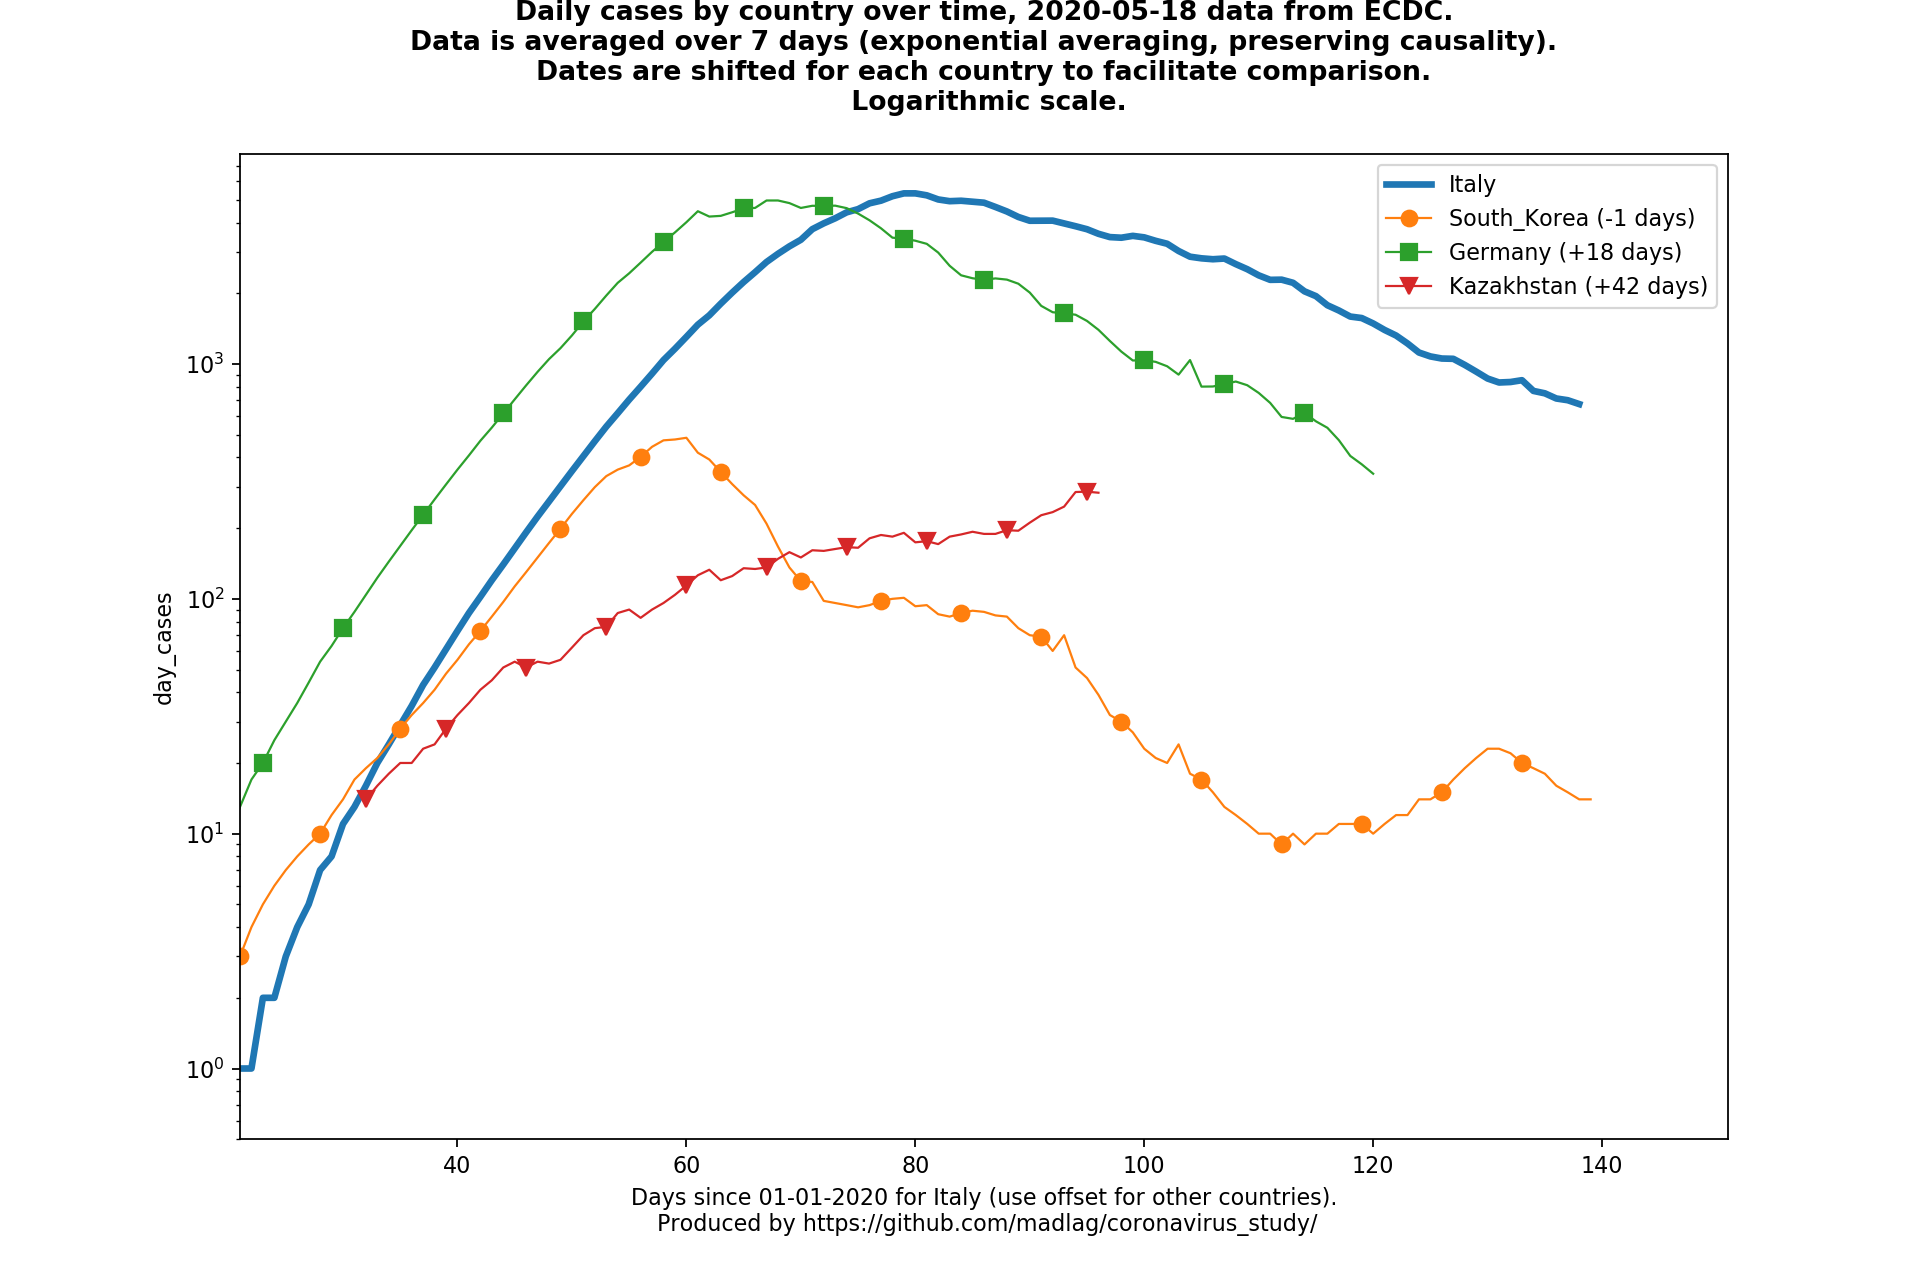 Daily cases by country over time, 2020-05-18 data from ECDC.
Data is averaged over 7 days (exponential averaging, preserving causality).
Dates are shifted for each country to facilitate comparison.
Logarithmic scale.
Italy
South_Korea (-1 days)
Germany (+18 days)
Kazakhstan (+42 days)
10³
10²
10¹
10⁰
day_cases
40 60 80 100 120 140
Days since 01-01-2020 for Italy (use offset for other countries).
Produced by https://github.com/madlag/coronavirus_study/